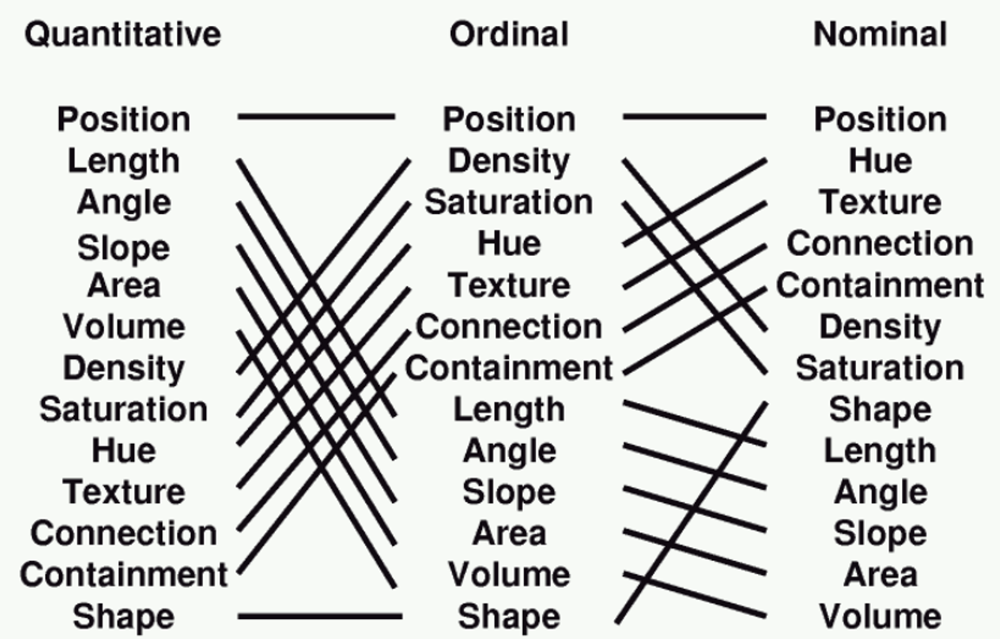 Quantitative Ordinal Nominal
Position Position Position
Length Density Hue
Angle Saturation Texture
Slope Hue Connection
Area Texture Containment
Volume Connection Density
Density Containment Saturation
Saturation Length Shape
Hue Angle Length
Texture Slope Angle
Connection Area Slope
Containment Volume Area
Shape Shape Volume